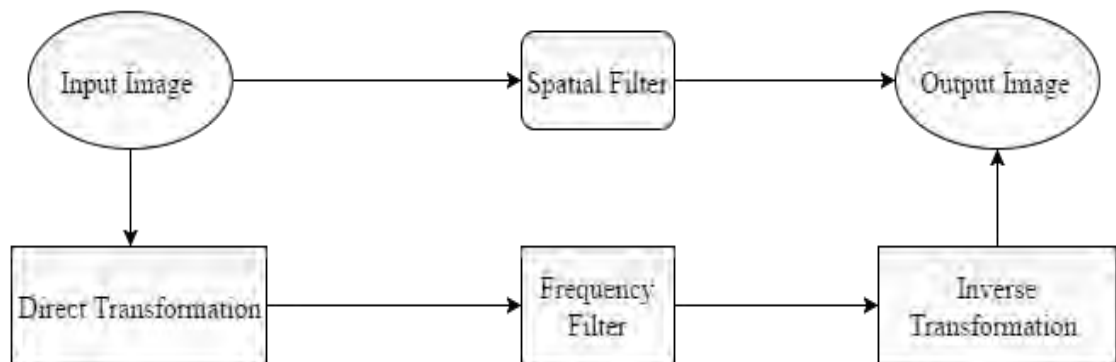 Input Image
Spatial Filter
Output Image
Direct Transformation
Frequency
Filter
Inverse
Transformation